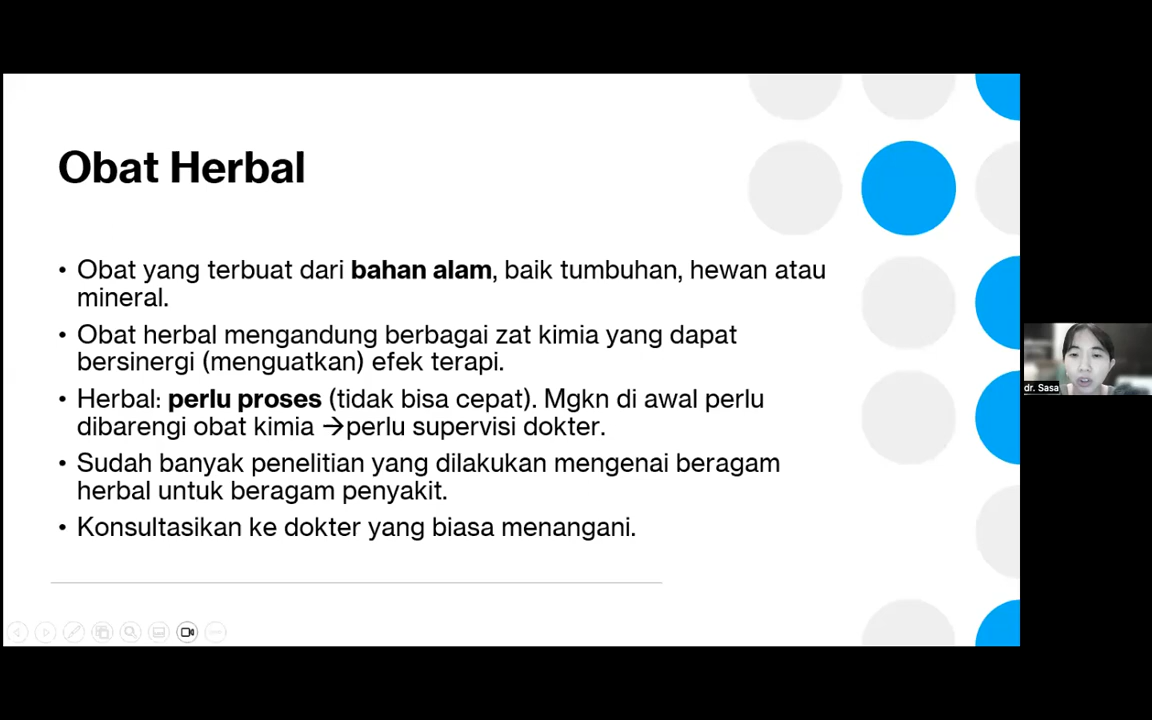 Obat Herbal
• Obat yang terbuat dari bahan alam, baik tumbuhan, hewan atau
mineral.
• Obat herbal mengandung berbagai zat kimia yang dapat
bersinergi (menguatkan) efek terapi.
• Herbal: perlu proses (tidak bisa cepat). Mgkn di awal perlu
dibarengi obat kimia →perlu supervisi dokter.
• Sudah banyak penelitian yang dilakukan mengenai beragam
herbal untuk beragam penyakit.
• Konsultasikan ke dokter yang biasa menangani.
dr. Sasa